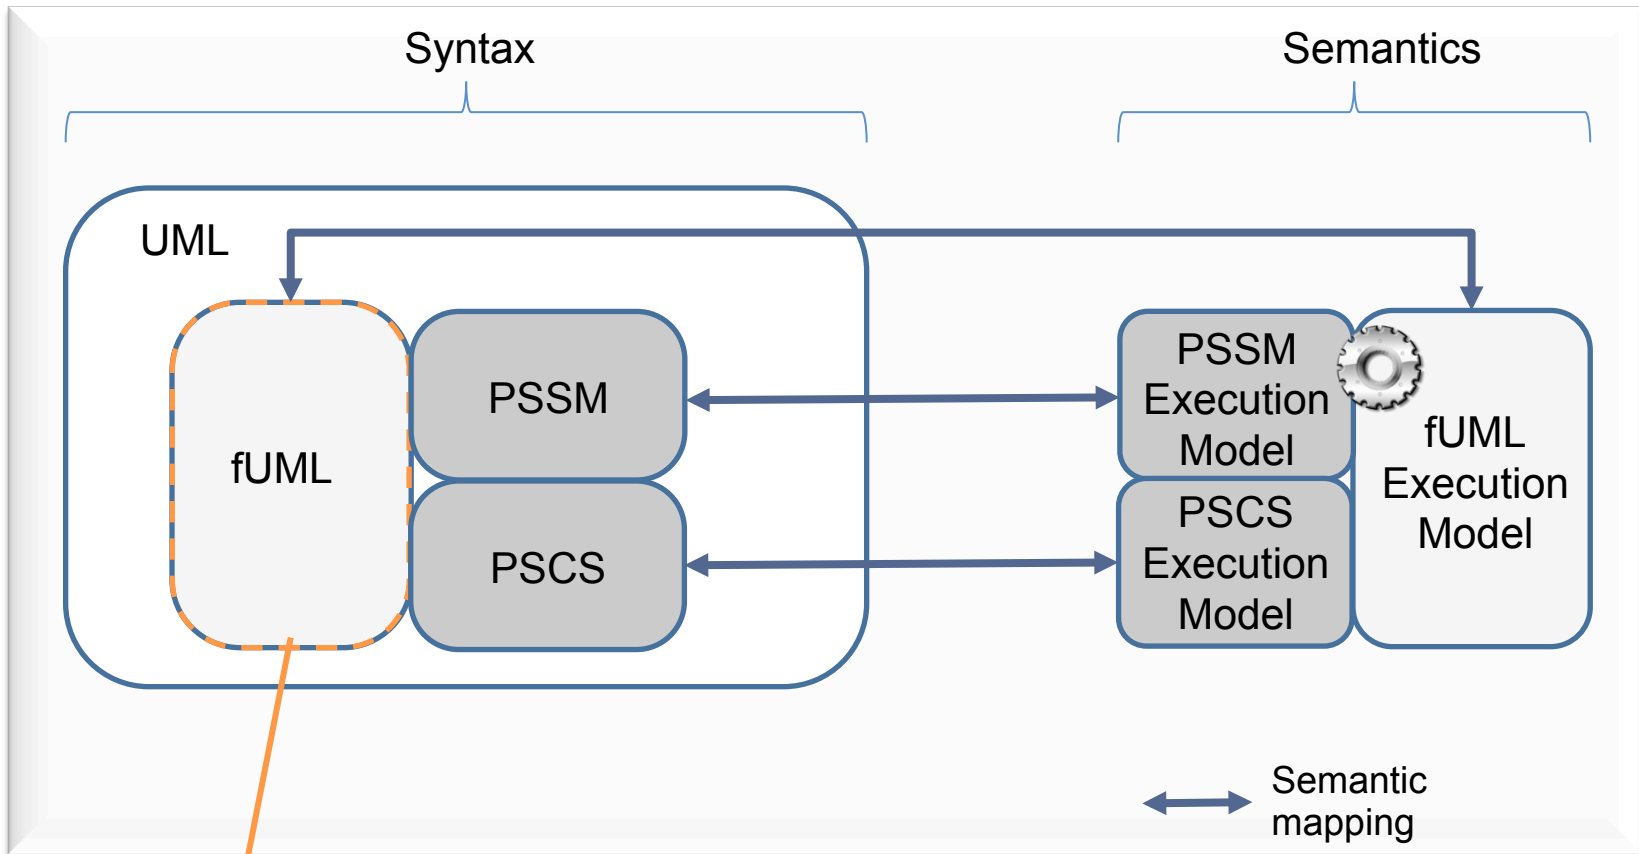 Syntax
Semantics
UML
fUML
PSSM
PSCS
PSSM
Execution
Model
PSCS
Execution
Model
fUML
Execution
Model
Semantic
mapping